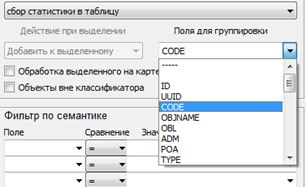 сбор статистики в таблицу
Действие при выделении
Поля для группировки
Добавить к выделенному
CODE
-----
Обработка выделенного на карте
ID
UUID
Объекты вне классификатора
CODE
OBJNAME
Фильтр по семантике
OBL
ADM
Поле
Сравнение
Знач
POA
=
TYPE
=
=